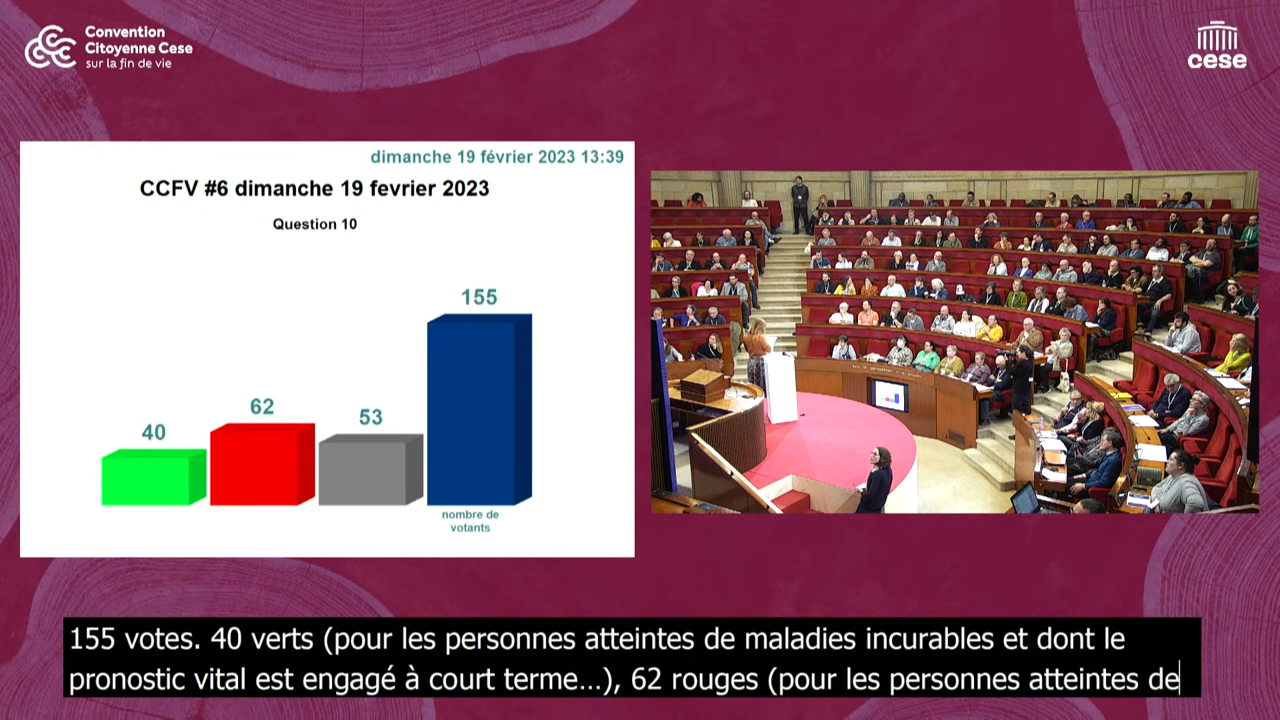 Convention
Citoyenne Cese
sur la fin de vie
cese
dimanche 19 février 2023 13:39
CCFV #6 dimanche 19 fevrier 2023
Question 10
40
62
53
155
nombre de
votants
155 votes. 40 verts (pour les personnes atteintes de maladies incurables et dont le
pronostic vital est engagé à court terme...), 62 rouges (pour les personnes atteintes de